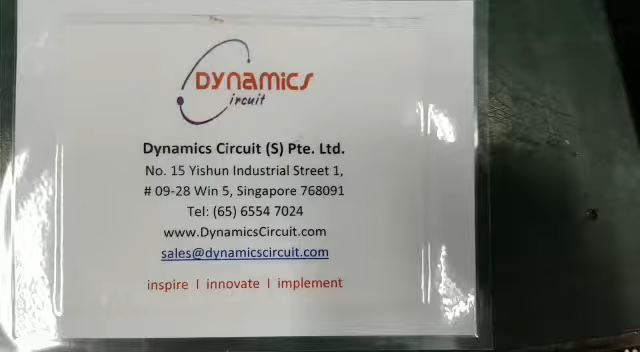 Dynamics
ircuit
Dynamics Circuit (S) Pte. Ltd.
No. 15 Yishun Industrial Street 1,
# 09-28 Win 5, Singapore 768091
Tel: (65) 6554 7024
www.DynamicsCircuit.com
sales@dynamicscircuit.com
inspire I innovate I implement